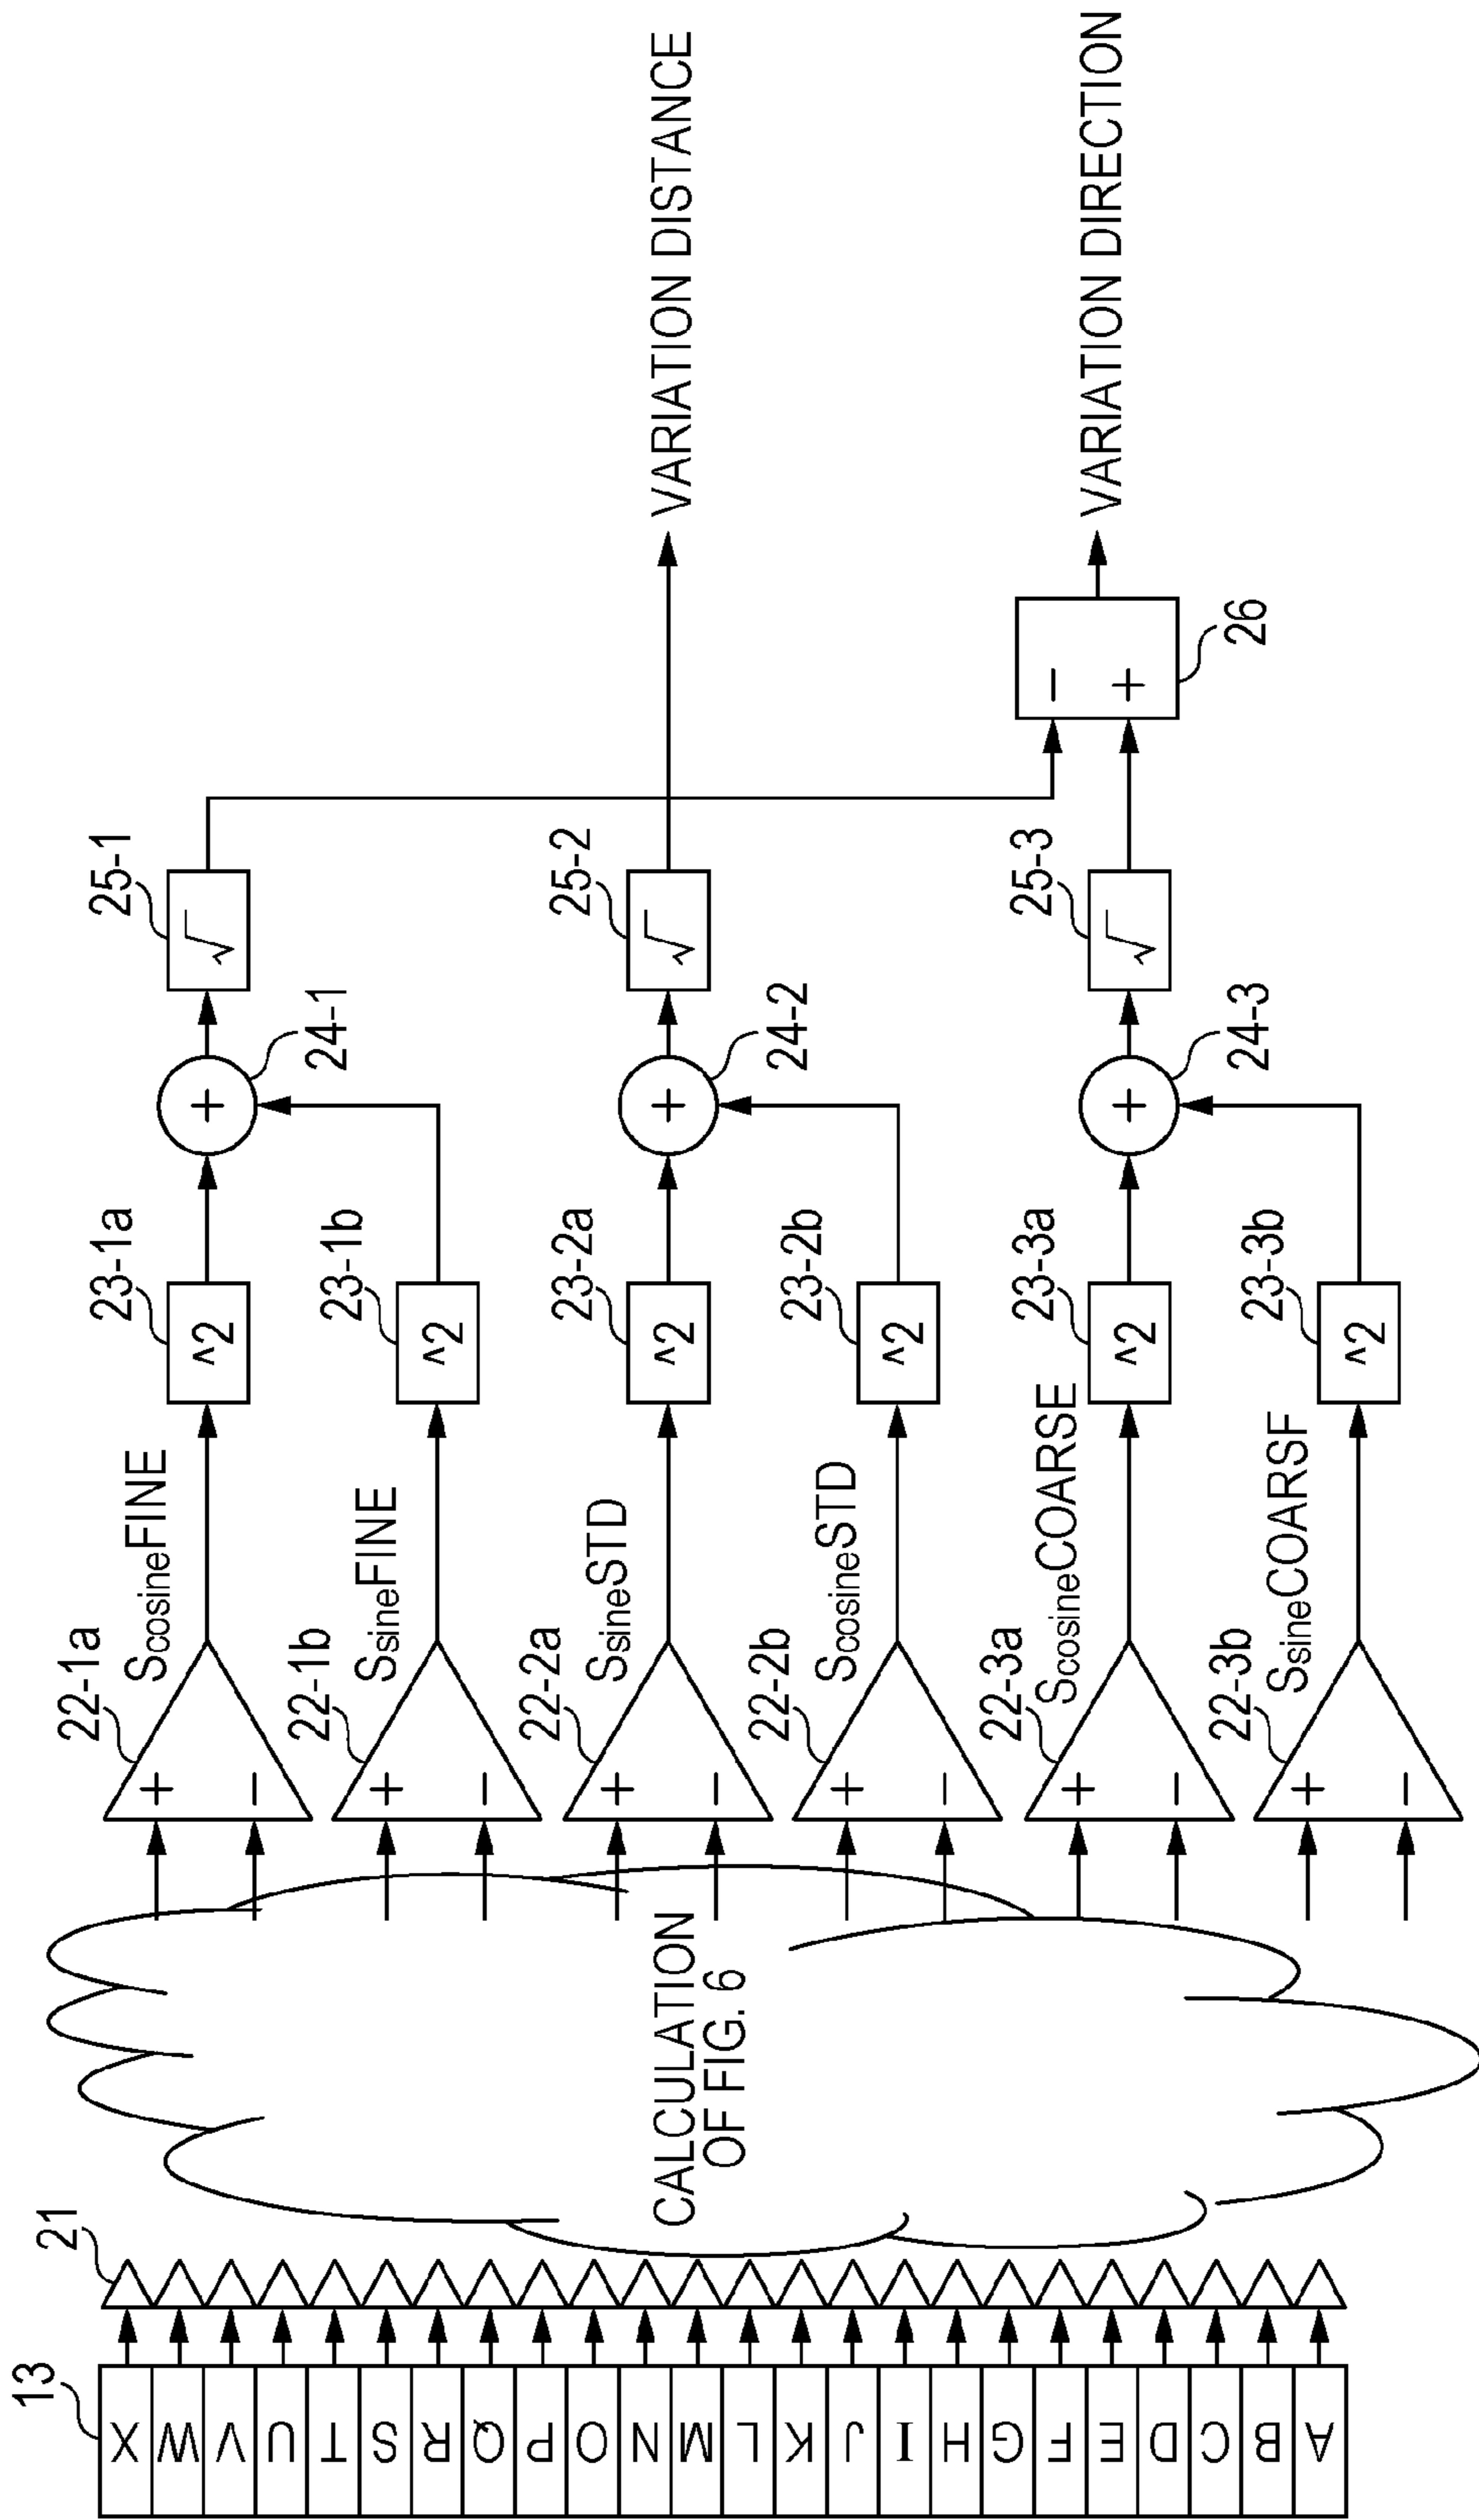 13
X
W
V
U
T
S
R
Q
P
O
N
M
L
K
J
I
H
G
F
E
D
C
B
A
21
CALCULATION
OF FIG. 6
22-1a
+
−
ScosineFINE
23-1a
^2
24-1
+
25-1
√
22-1b
+
−
SsineFINE
23-1b
^2
22-2a
+
−
SsineSTD
23-2a
^2
24-2
+
25-2
√
VARIATION DISTANCE
22-2b
+
−
ScosineSTD
23-2b
^2
22-3a
+
−
ScosineCOARSE
23-3a
^2
24-3
+
25-3
√
−
+
26
VARIATION DIRECTION
22-3b
+
−
SsineCOARSF
23-3b
^2